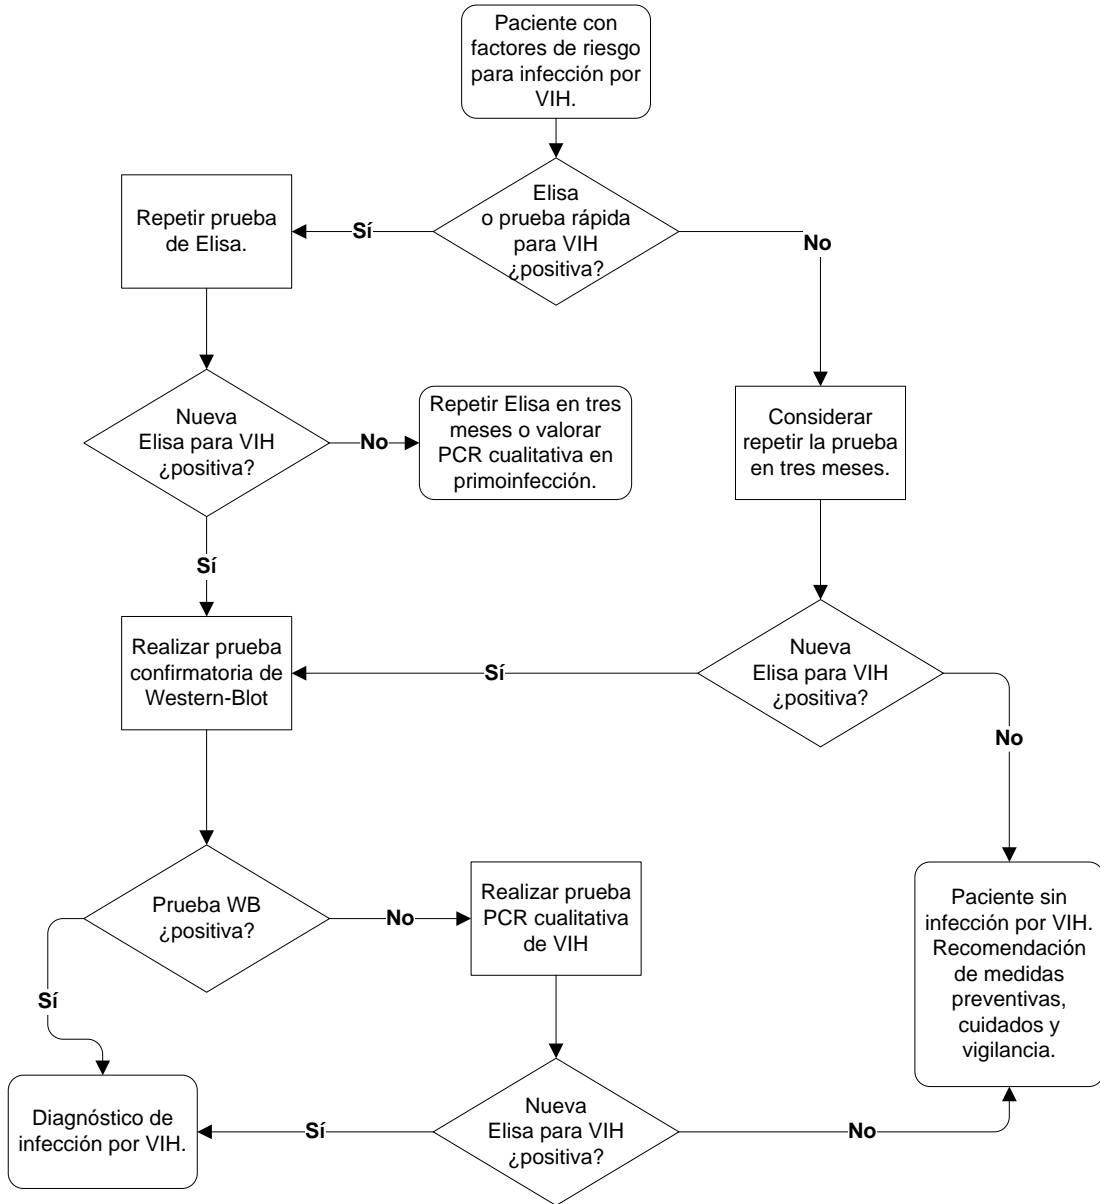 Paciente con
factores de riesgo
para infección por
VIH.
Elisa
o prueba rápida
para VIH
¿positiva?
Sí
No
Repetir prueba
de Elisa.
Nueva
Elisa para VIH
¿positiva?
No
Repetir Elisa en tres
meses o valorar
PCR cualitativa en
primoinfección.
Considerar
repetir la prueba
en tres meses.
Sí
Realizar prueba
confirmatoria de
Western-Blot
Sí
Nueva
Elisa para VIH
¿positiva?
No
Prueba WB
¿positiva?
No
Realizar prueba
PCR cualitativa
de VIH
Paciente sin
infección por VIH.
Recomendación
de medidas
preventivas,
cuidados y
vigilancia.
Sí
Diagnóstico de
infección por VIH.
Sí
Nueva
Elisa para VIH
¿positiva?
No